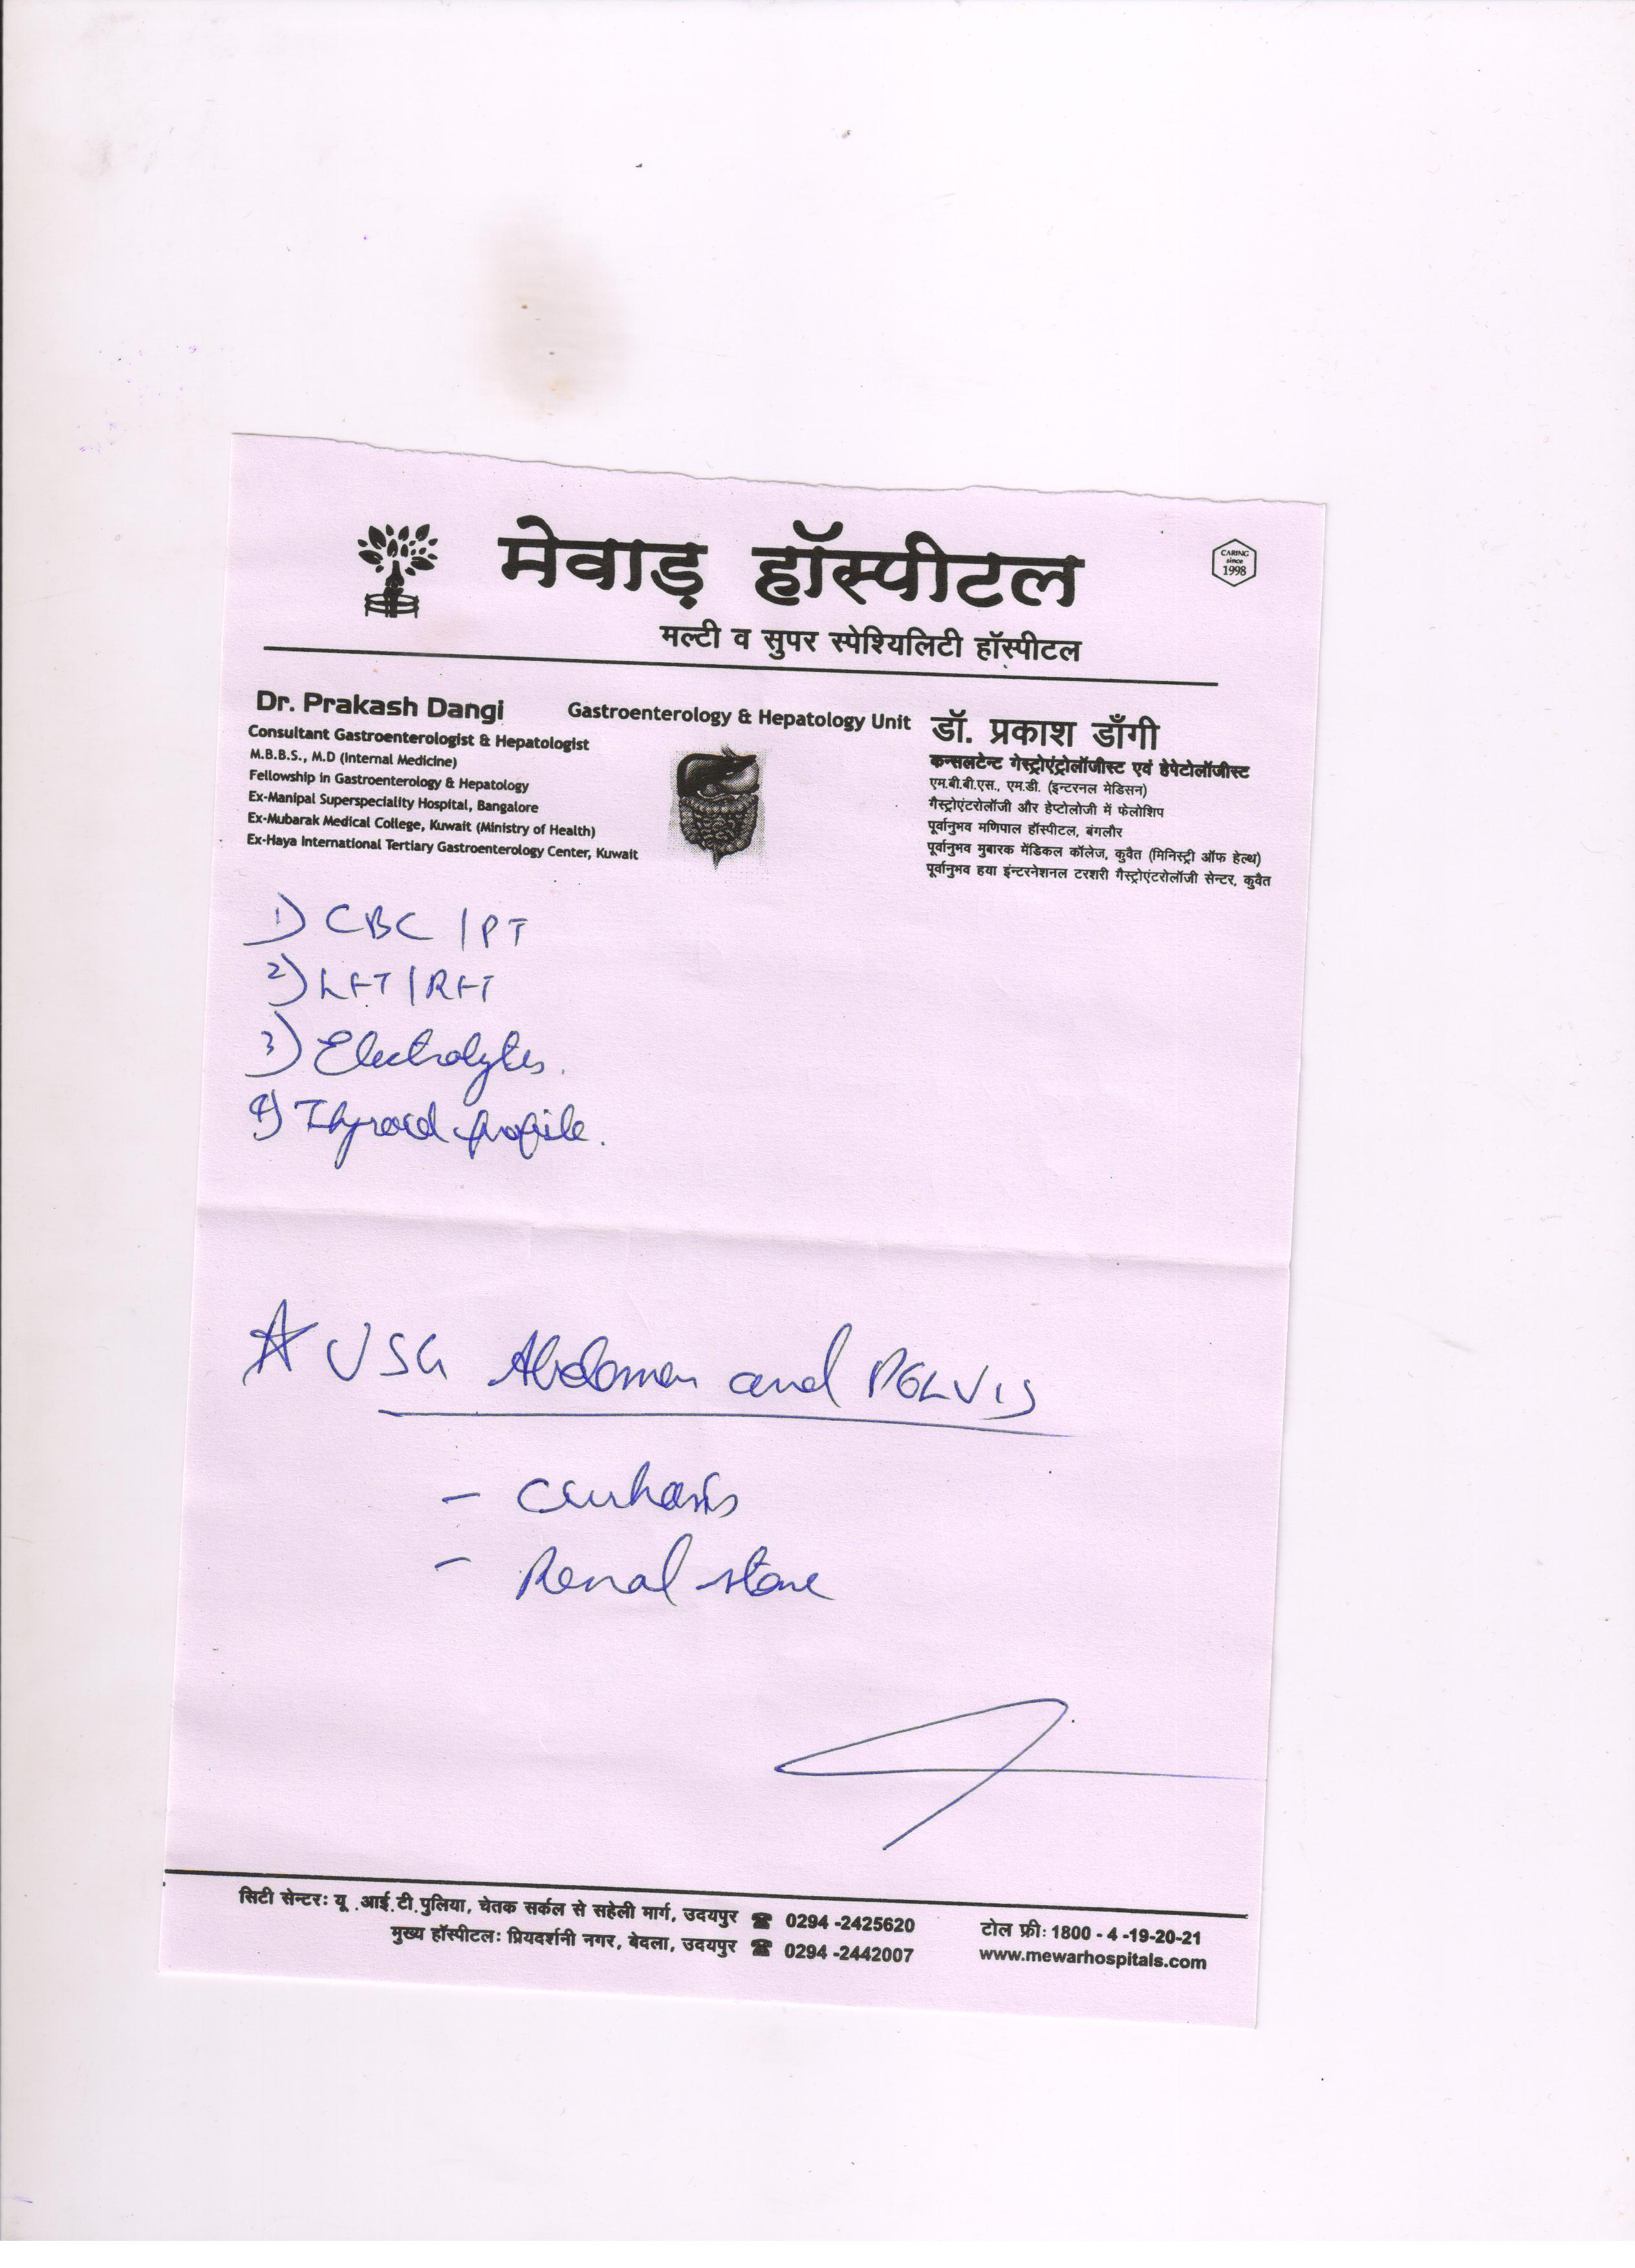 मेवाड़ हॉस्पीटल
CARING
since
1998
मल्टी व सुपर स्पेश्यिलिटी हॉस्पीटल
Dr. Prakash Dangi
Consultant Gastroenterologist & Hepatologist
M.B.B.S., M.D (Internal Medicine)
Fellowship in Gastroenterology & Hepatology
Ex-Manipal Superspeciality Hospital, Bangalore
Ex-Mubarak Medical College, Kuwait (Ministry of Health)
Ex-Haya International Tertiary Gastroenterology Center, Kuwait
Gastroenterology & Hepatology Unit
डॉ. प्रकाश डाँगी
कन्सलटेन्ट गेस्ट्रोएंट्रोलॉजीस्ट एवं हेपेटोलॉजीस्ट
एम.बी.बी.एस., एम.डी. (इन्टरनल मेडिसन)
गैस्ट्रोएंटरोलॉजी और हेप्टोलोजी में फेलोशिप
पूर्वानुभव मणिपाल हॉस्पीटल, बंगलौर
पूर्वानुभव मुबारक मेंडिकल कॉलेज, कुवैत (मिनिस्ट्री ऑफ हेल्थ)
पूर्वानुभव हया इंन्टरनेशनल टरशरी गैस्ट्रोएंटरोलॉजी सेन्टर, कुवैत
1) CBC / PT
2) LFT / RFT
3) Electrolytes.
4) Thyroid profile.
☆ USG Abdomen and PELVIS
- Cirrhosis
- Renal stone
सिटी सेन्टरः यू .आई.टी.पुलिया, चेतक सर्कल से सहेली मार्ग, उदयपुर ☎ 0294 -2425620
मुख्य हॉस्पीटलः प्रियदर्शनी नगर, बेदला, उदयपुर ☎ 0294 -2442007
टोल फ्रीः 1800 - 4 -19-20-21
www.mewarhospitals.com